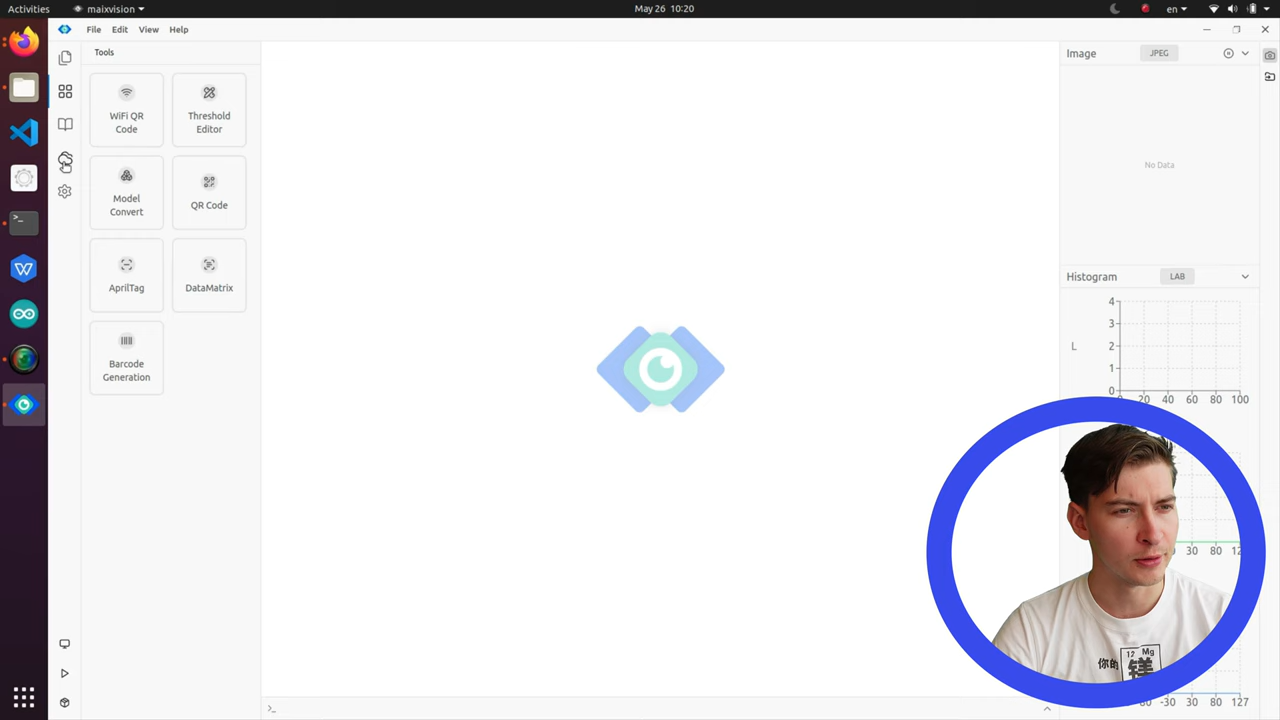 Activities
maixvision
May 26 10:20
en
File Edit View Help
Tools
WiFi QR
Code
Threshold
Editor
Model
Convert
QR Code
AprilTag
DataMatrix
Barcode
Generation
Image
JPEG
No Data
Histogram
LAB
4
3
L
2
1
0
20 40 60 80 100
30 80
-30 30 80 127
12 Mg
你的
镁